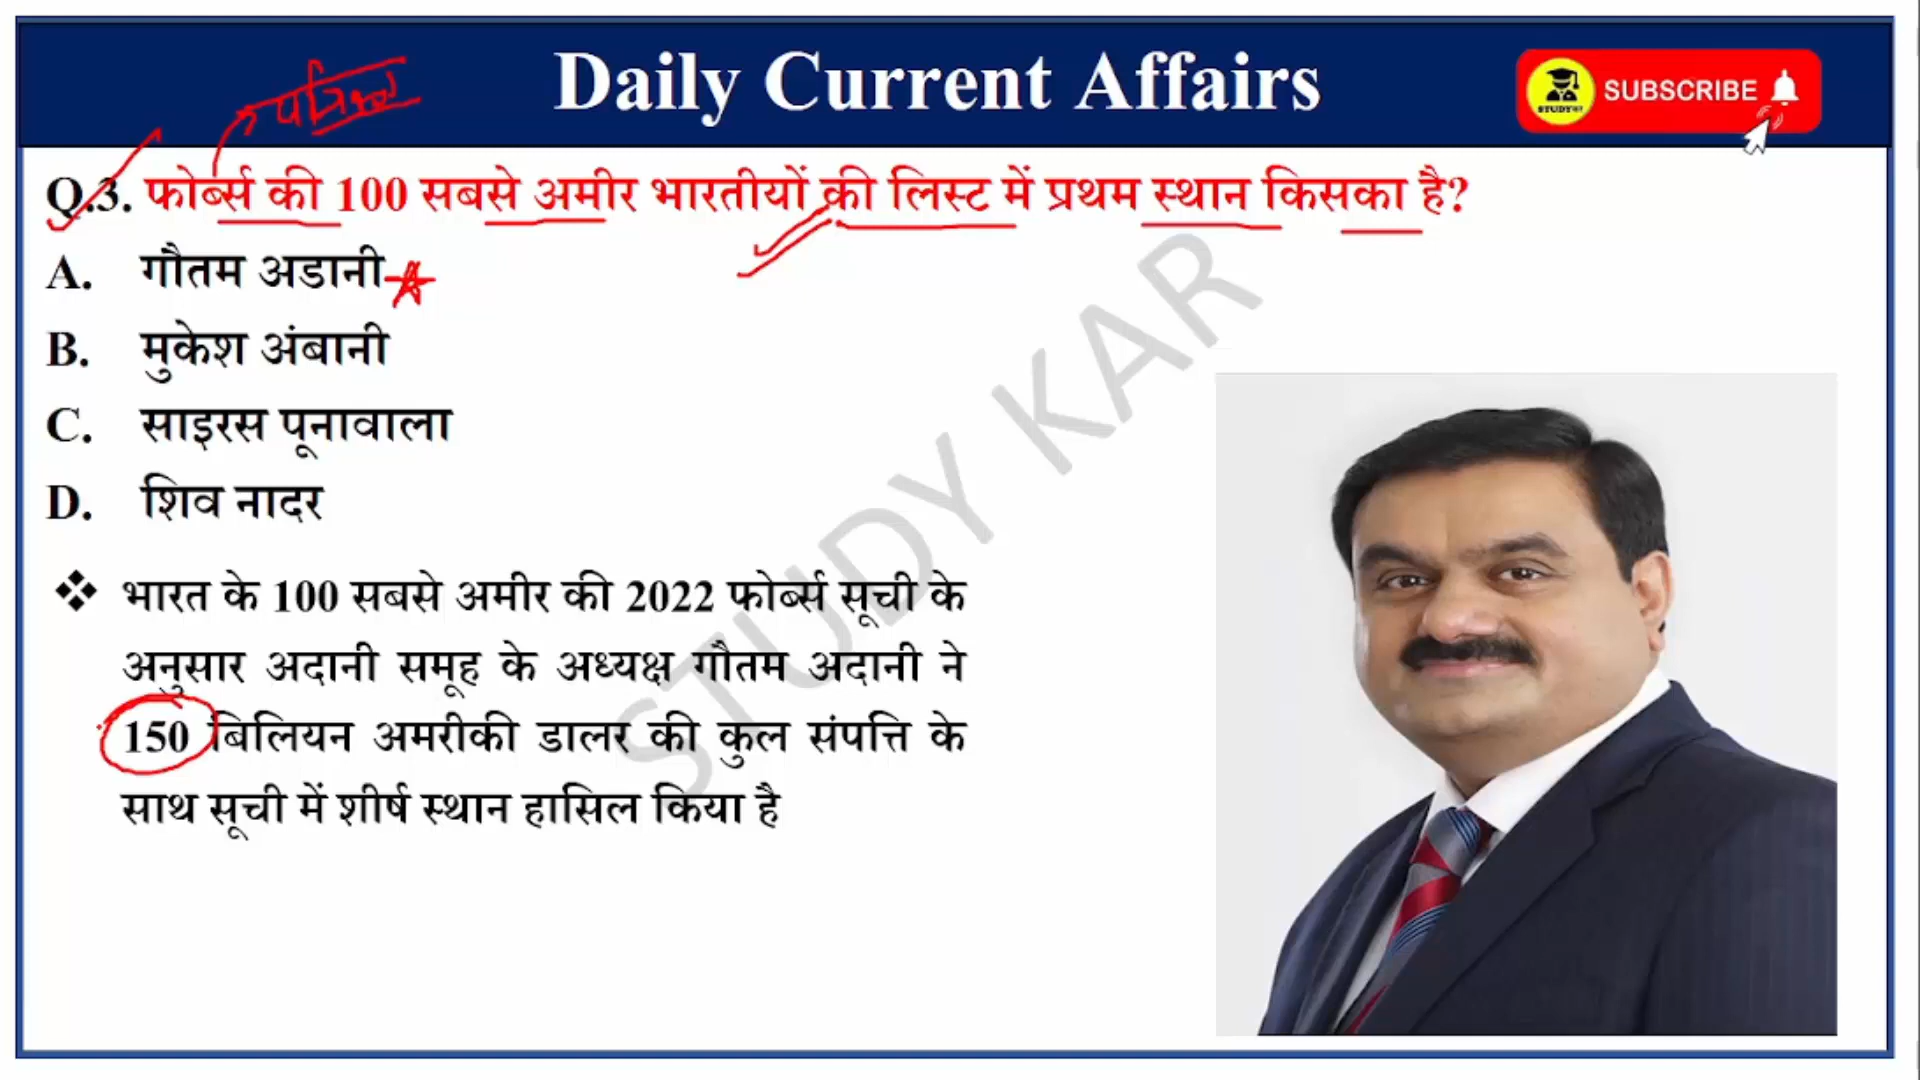 Daily Current Affairs
STUDYकर
SUBSCRIBE
पत्रिका
Q.3. फोर्ब्स की 100 सबसे अमीर भारतीयों की लिस्ट में प्रथम स्थान किसका है?
A. गौतम अडानी
B. मुकेश अंबानी
C. साइरस पूनावाला
D. शिव नादर
❖ भारत के 100 सबसे अमीर की 2022 फोर्ब्स सूची के
अनुसार अदानी समूह के अध्यक्ष गौतम अदानी ने
150 बिलियन अमरीकी डालर की कुल संपत्ति के
साथ सूची में शीर्ष स्थान हासिल किया है
STUDY KAR